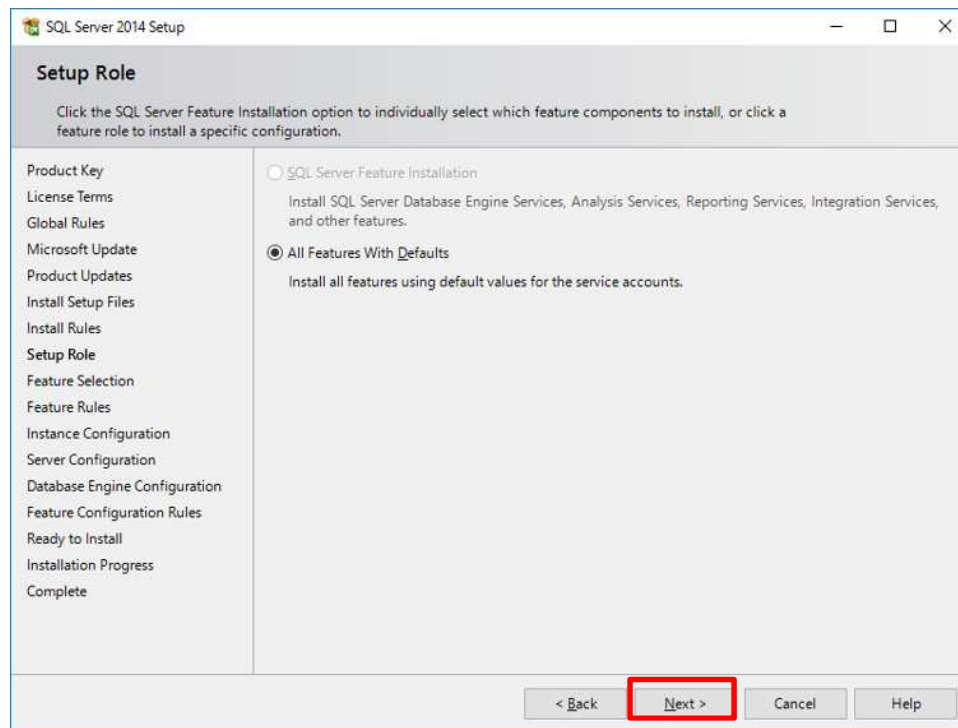 SQL Server 2014 Setup
Setup Role
Click the SQL Server Feature Installation option to individually select which feature components to install, or click a
feature role to install a specific configuration.
Product Key
License Terms
Global Rules
Microsoft Update
Product Updates
Install Setup Files
Install Rules
Setup Role
Feature Selection
Feature Rules
Instance Configuration
Server Configuration
Database Engine Configuration
Feature Configuration Rules
Ready to Install
Installation Progress
Complete
SQL Server Feature Installation
Install SQL Server Database Engine Services, Analysis Services, Reporting Services, Integration Services,
and other features.
All Features With Defaults
Install all features using default values for the service accounts.
< Back
Next >
Cancel
Help